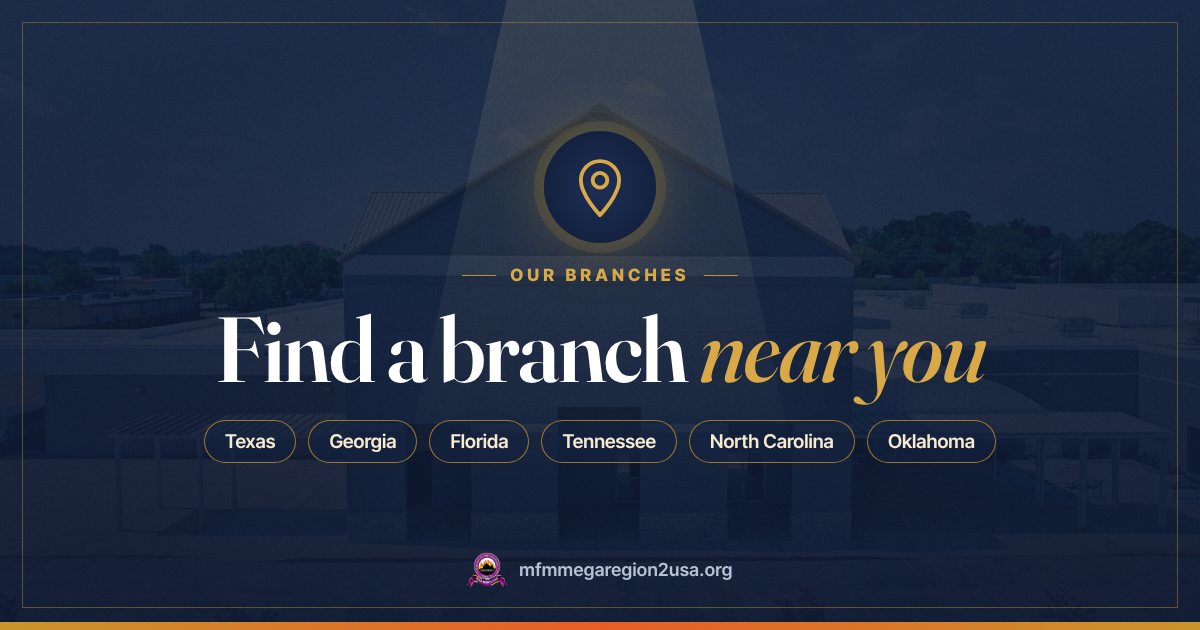 OUR BRANCHES
Find a branch near you
Texas Georgia Florida Tennessee North Carolina Oklahoma
mfmmegaregion2usa.org